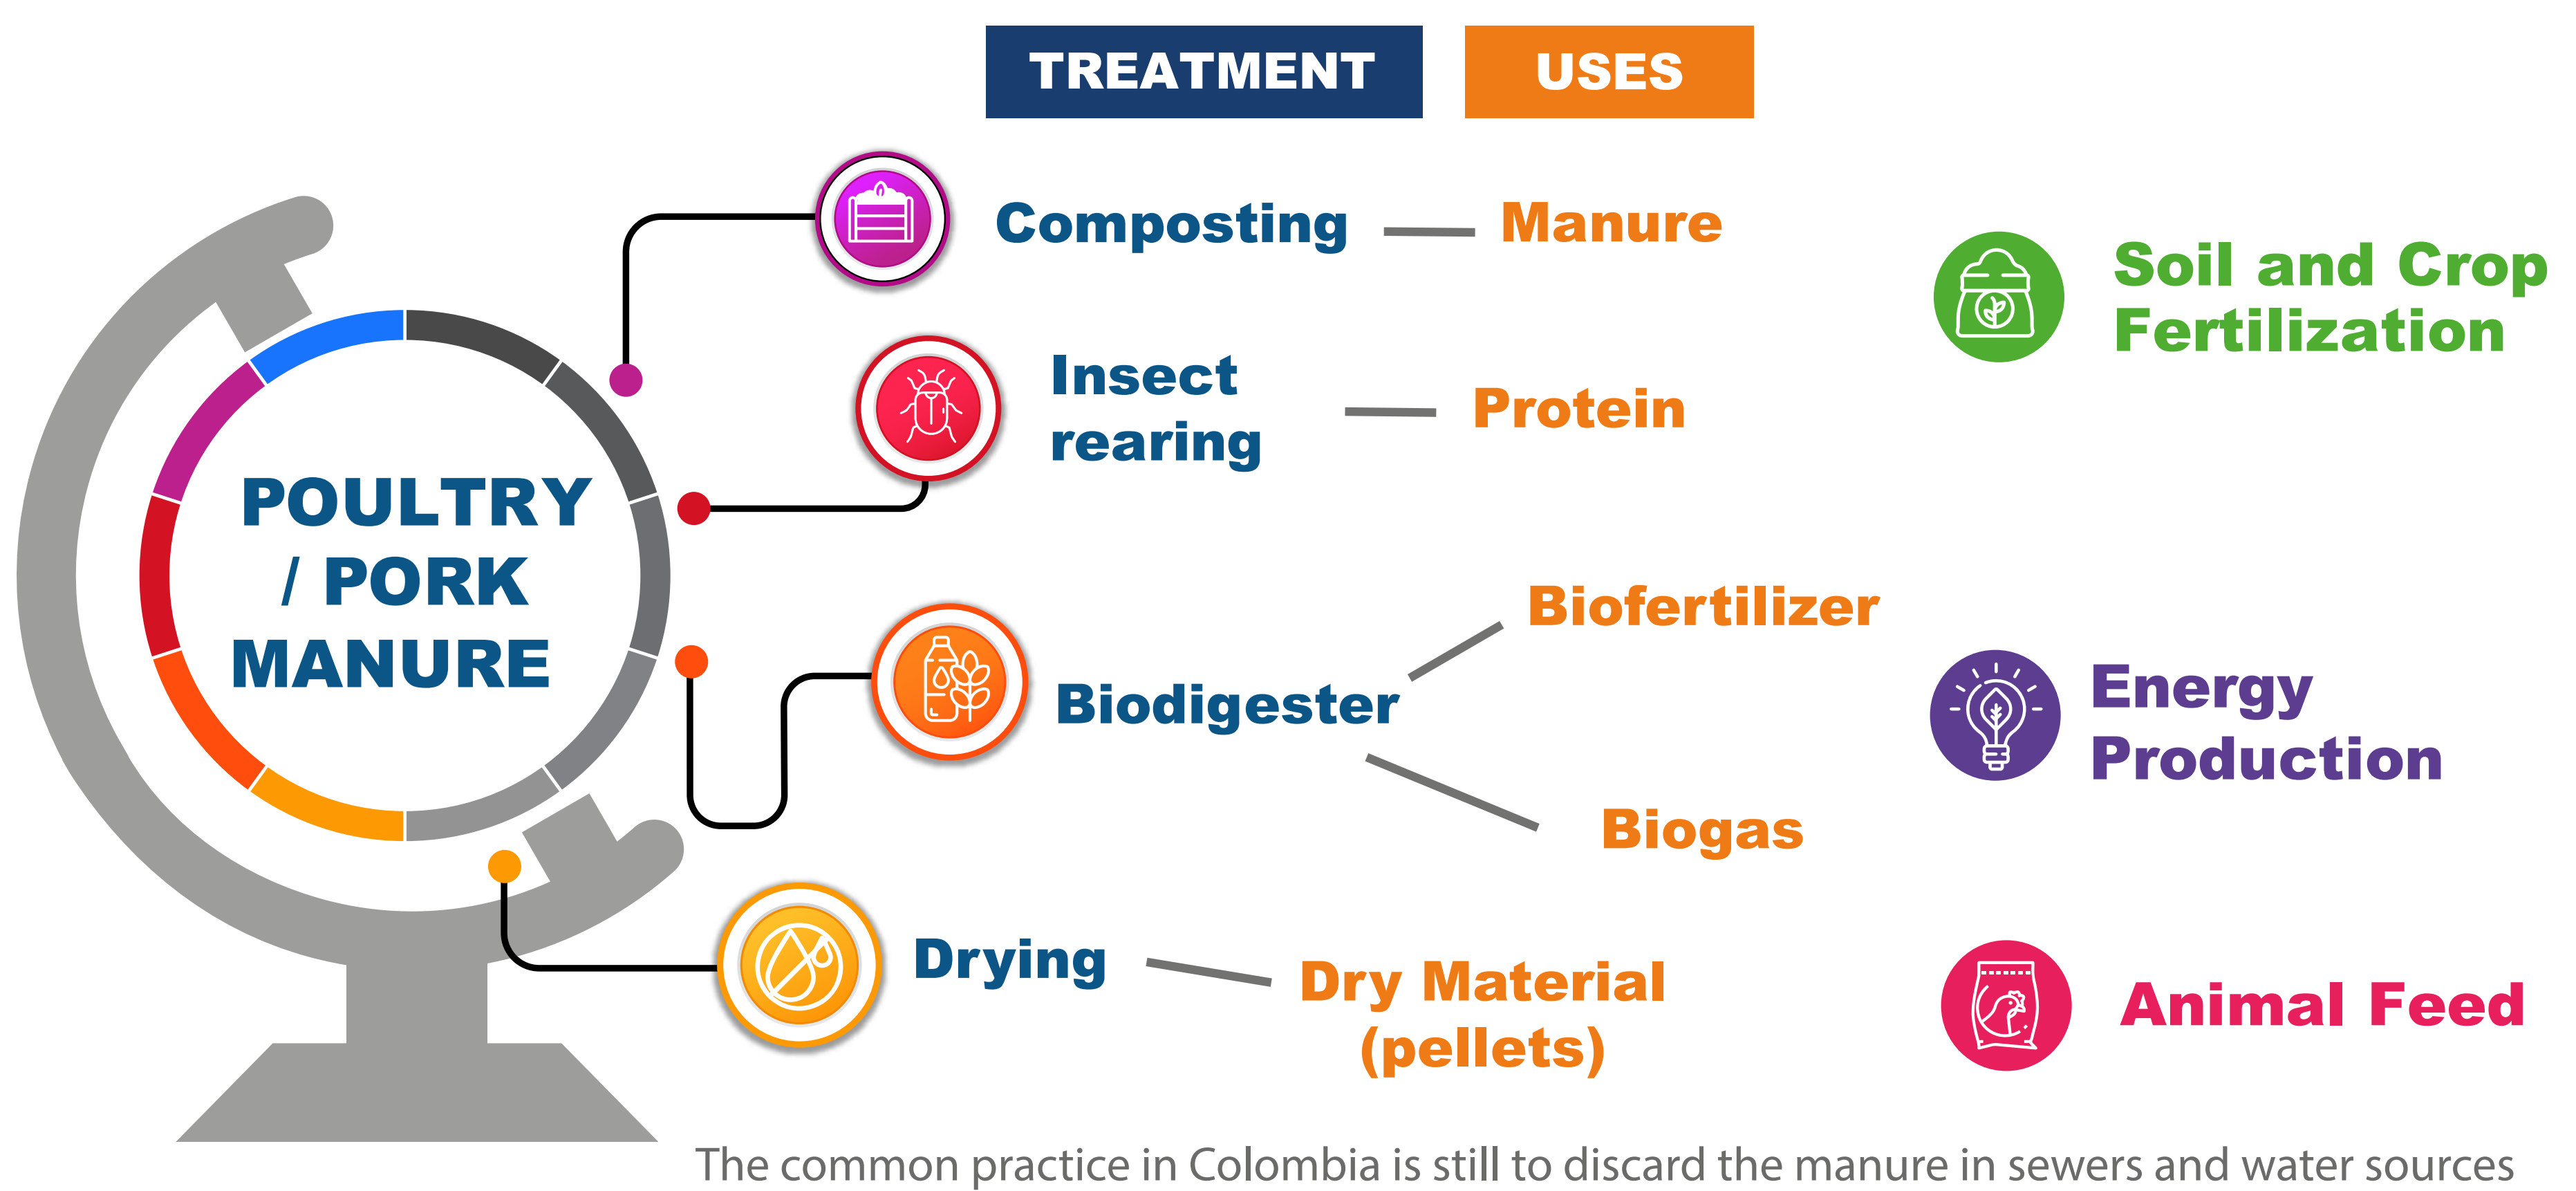 TREATMENT
USES
POULTRY
/ PORK
MANURE
Composting
Manure
Insect
rearing
Protein
Biodigester
Biofertilizer
Biogas
Drying
Dry Material
(pellets)
Soil and Crop
Fertilization
Energy
Production
Animal Feed
The common practice in Colombia is still to discard the manure in sewers and water sources